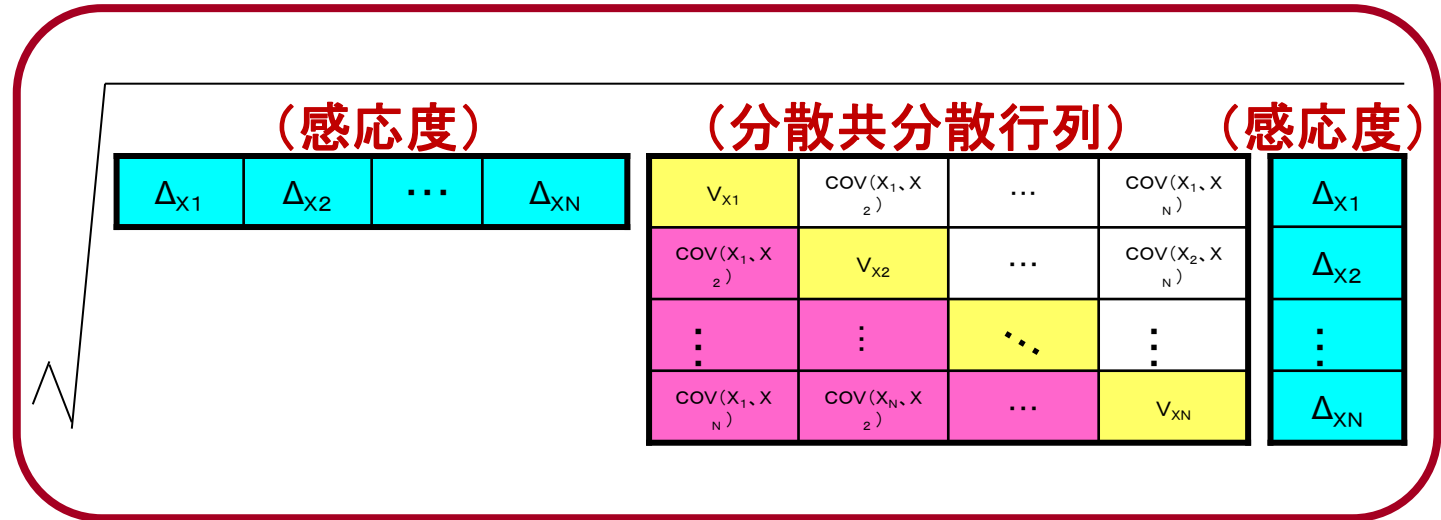 （感応度） （分散共分散行列） （感応度）
ΔX1 ΔX2 ・・・ ΔXN
VX1 COV（X1、X2） … COV（X1、XN） ΔX1
COV（X1、X2） VX2 … COV（X2、XN） ΔX2
⋮ ⋮ ⋱ ⋮ ⋮
COV（X1、XN） COV（XN、X2） … VXN ΔXN